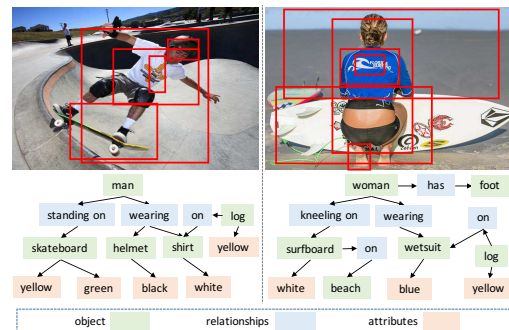 man
standing on wearing on log
skateboard helmet shirt yellow
yellow green black white
woman has foot
kneeling on wearing on
surfboard on wetsuit log
white beach blue yellow
object relationships attributes